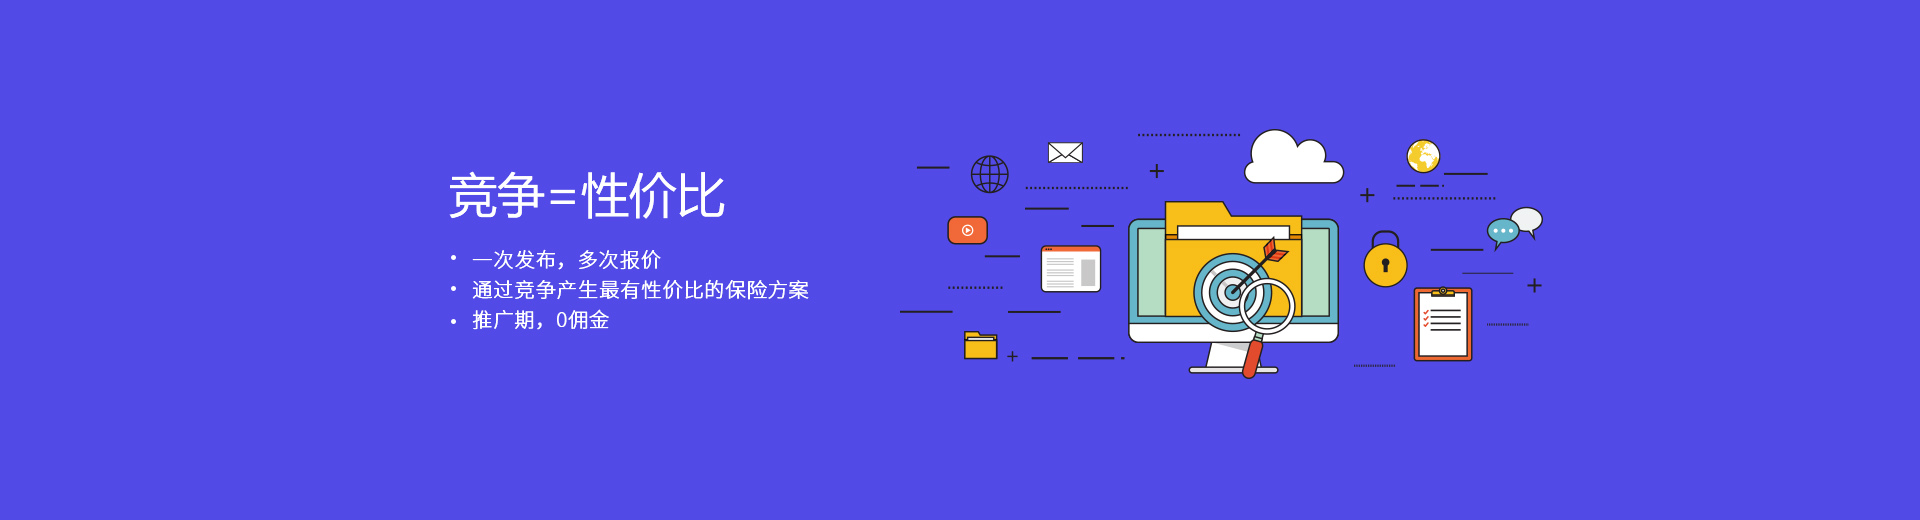 竞争=性价比
• 一次发布，多次报价
• 通过竞争产生最有性价比的保险方案
• 推广期，0佣金